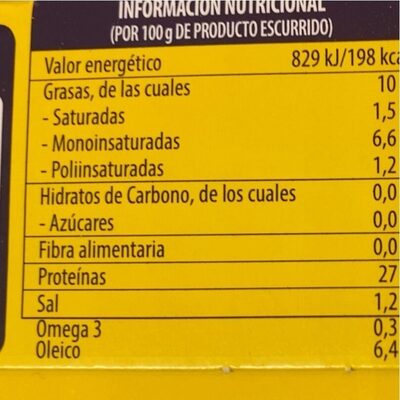 INFORMACIÓN NUTRICIONAL
(POR 100 g DE PRODUCTO ESCURRIDO)
Valor energético 829 kJ/198 kca
Grasas, de las cuales 10
- Saturadas 1,5
- Monoinsaturadas 6,6
- Poliinsaturadas 1,2
Hidratos de Carbono, de los cuales 0,0
- Azúcares 0,0
Fibra alimentaria 0,0
Proteínas 27
Sal 1,2
Omega 3 0,3
Oleico 6,4